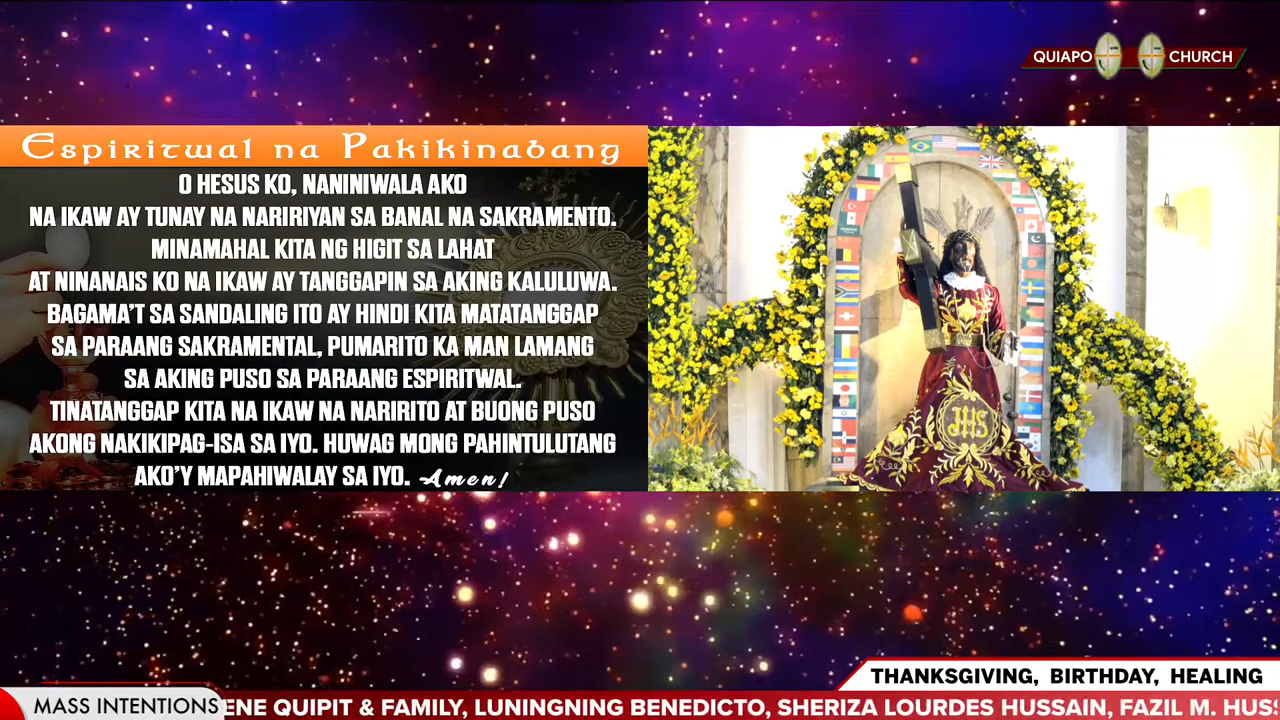 QUIAPO CHURCH
Espiritwal na Pakikinabang
O HESUS KO, NANINIWALA AKO
NA IKAW AY TUNAY NA NARIRIYAN SA BANAL NA SAKRAMENTO.
MINAMAHAL KITA NG HIGIT SA LAHAT
AT NINANAIS KO NA IKAW AY TANGGAPIN SA AKING KALULUWA.
BAGAMA'T SA SANDALING ITO AY HINDI KITA MATATANGGAP
SA PARAANG SAKRAMENTAL, PUMARITO KA MAN LAMANG
SA AKING PUSO SA PARAANG ESPIRITWAL.
TINATANGGAP KITA NA IKAW NA NARIRITO AT BUONG PUSO
AKONG NAKIKIPAG-ISA SA IYO. HUWAG MONG PAHINTULUTANG
AKO'Y MAPAHIWALAY SA IYO. Amen!
JHS
THANKSGIVING, BIRTHDAY, HEALING
MASS INTENTIONS ENE QUIPIT & FAMILY, LUNINGNING BENEDICTO, SHERIZA LOURDES HUSSAIN, FAZIL M. HUSS